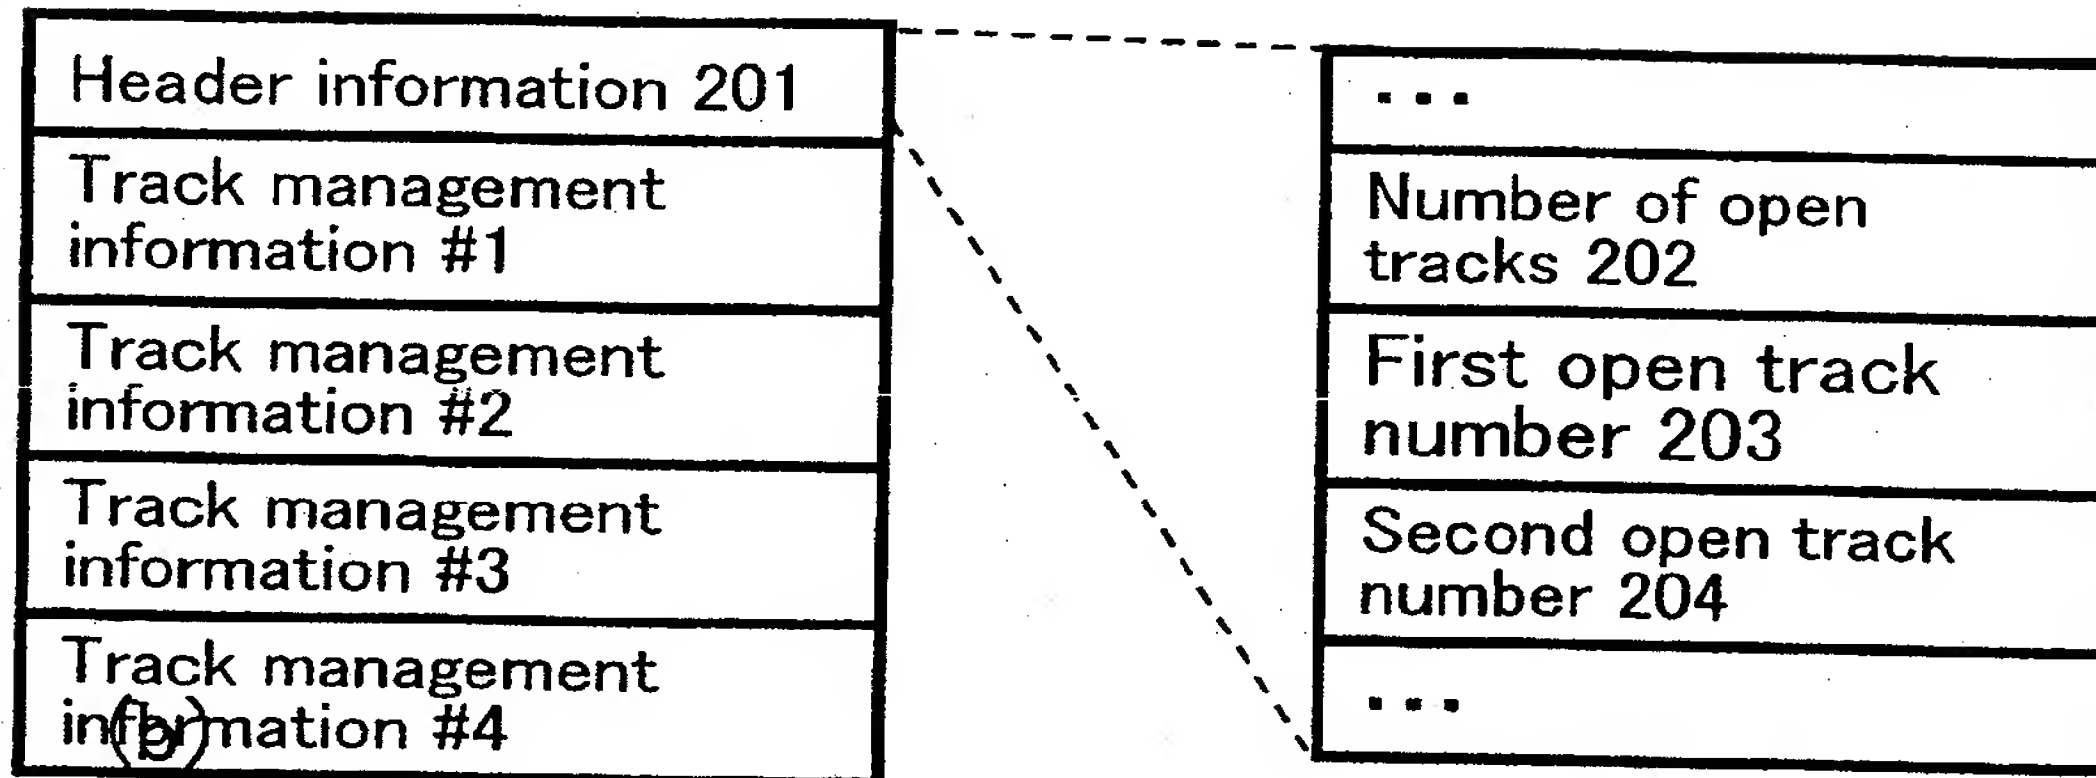 Header information 201
Track management
information #1
Track management
information #2
Track management
information #3
Track management
information #4
(b)
...
Number of open
tracks 202
First open track
number 203
Second open track
number 204
...